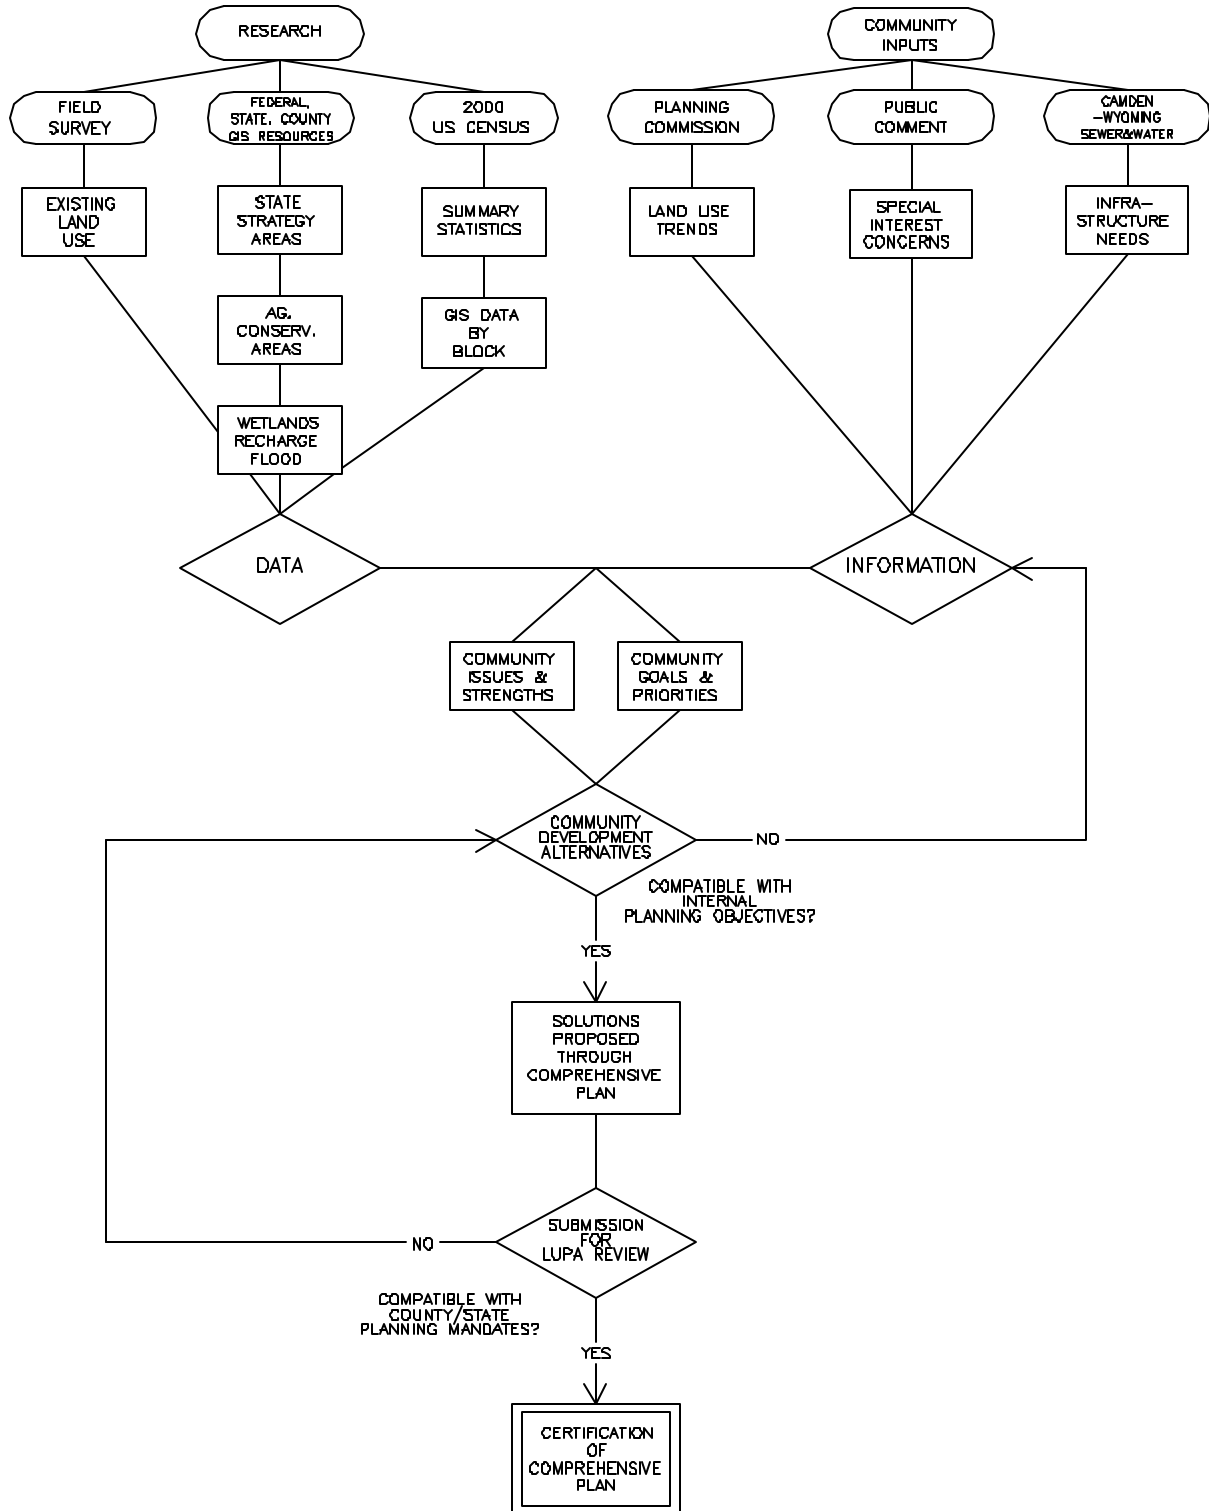 RESEARCH
COMMUNITY
INPUTS
FIELD
SURVEY
FEDERAL,
STATE, COUNTY
GIS RESOURCES
2000
US CENSUS
PLANNING
COMMISSION
PUBLIC
COMMENT
CAMDEN
-WYOMING
SEWER&WATER
EXISTING
LAND
USE
STATE
STRATEGY
AREAS
SUMMARY
STATISTICS
LAND USE
TRENDS
SPECIAL
INTEREST
CONCERNS
INFRA-
STRUCTURE
NEEDS
AG.
CONSERV.
AREAS
GIS DATA
BY
BLOCK
WETLANDS
RECHARGE
FLOOD
DATA
INFORMATION
COMMUNITY
ISSUES &
STRENGTHS
COMMUNITY
GOALS &
PRIORITIES
COMMUNITY
DEVELOPMENT
ALTERNATIVES
NO
COMPATIBLE WITH
INTERNAL
PLANNING OBJECTIVES?
YES
SOLUTIONS
PROPOSED
THROUGH
COMPREHENSIVE
PLAN
SUBMISSION
FOR
LUPA REVIEW
NO
COMPATIBLE WITH
COUNTY/STATE
PLANNING MANDATES?
YES
CERTIFICATION
OF
COMPREHENSIVE
PLAN